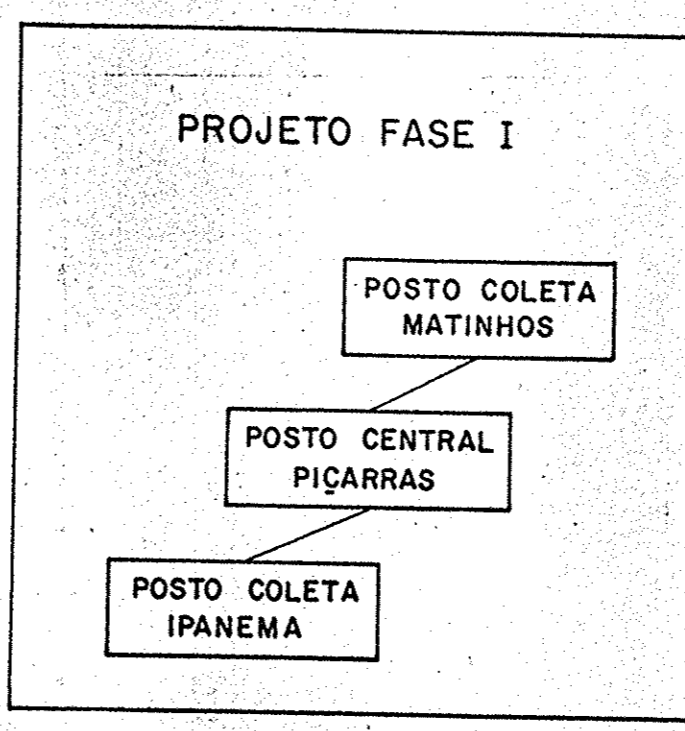 PROJETO FASE I
POSTO COLETA
MATINHOS
POSTO CENTRAL
PIÇARRAS
POSTO COLETA
IPANEMA